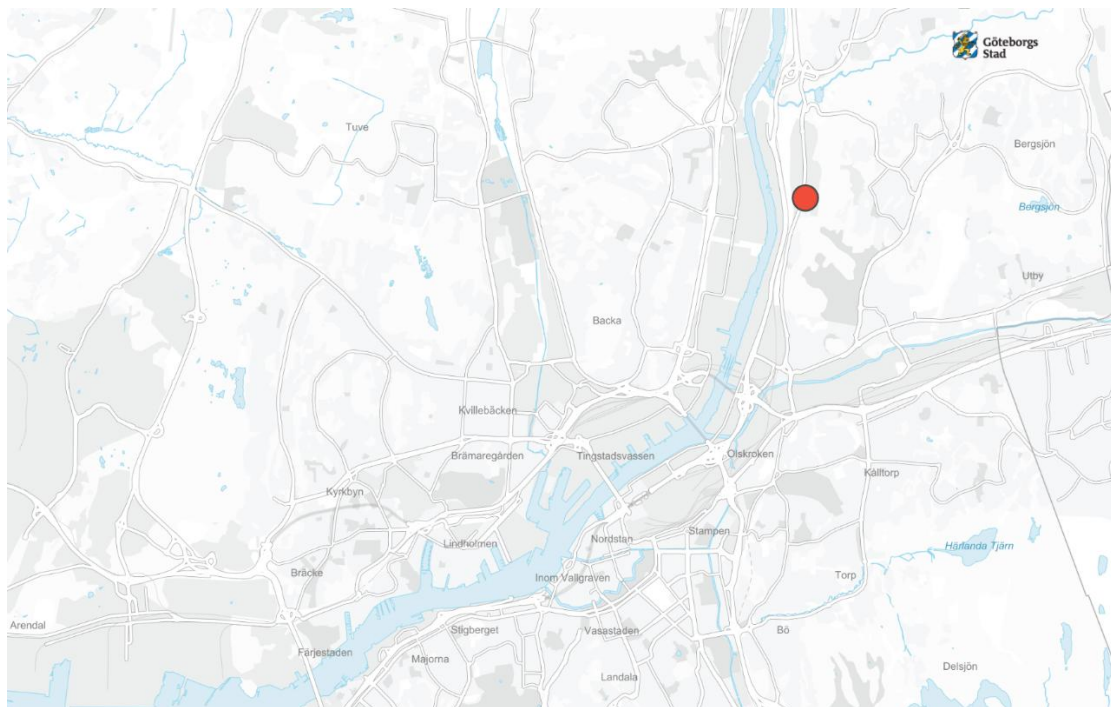 Göteborgs
Stad
Tuve
Bergsjön
Bergsjön
Utby
Backa
Kvillebäcken
Brämaregården
Tingstadsvassen
Olskroken
Kålltorp
Kyrkbyn
Lindholmen
Nordstan
Stampen
Härlanda Tjärn
Bräcke
Inom Vallgraven
Torp
Arendal
Stigberget
Vasastaden
Bö
Färjestaden
Majorna
Landala
Delsjön